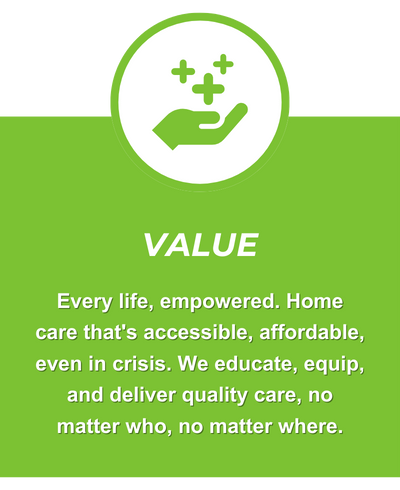 VALUE
Every life, empowered. Home
care that's accessible, affordable,
even in crisis. We educate, equip,
and deliver quality care, no
matter who, no matter where.